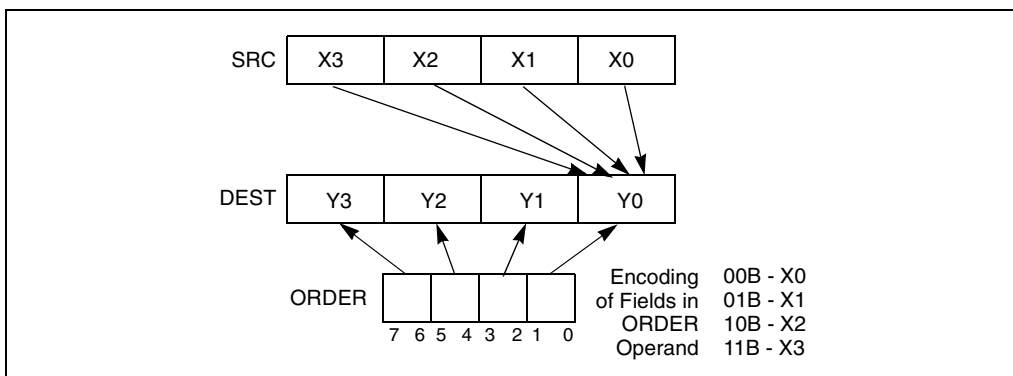 SRC X3 X2 X1 X0
DEST Y3 Y2 Y1 Y0
ORDER
7 6 5 4 3 2 1 0
Encoding 00B - X0
of Fields in 01B - X1
ORDER 10B - X2
Operand 11B - X3